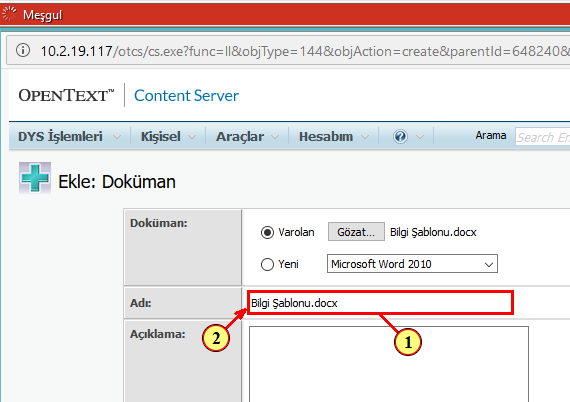 Meşgul
10.2.19.117/otcs/cs.exe?func=ll&objType=144&objAction=create&parentId=648240&
OPENTEXT™ Content Server
DYS İşlemleri Kişisel Araçlar Hesabım ? Arama Search En
Ekle: Doküman
Doküman: Varolan Gözat... Bilgi Şablonu.docx
Yeni Microsoft Word 2010
Adı: Bilgi Şablonu.docx
2 1
Açıklama: